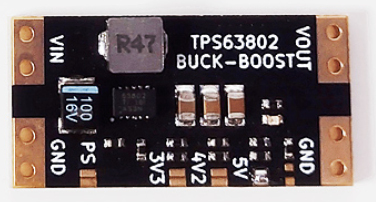 VIN
R47
TPS63802
BUCK-BOOST
VOUT
100
16V
GND
PS
3V3
4V2
5V
GND